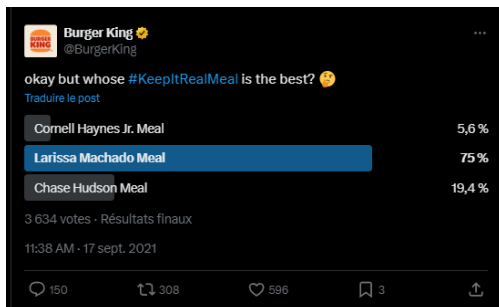 BURGER
KING
Burger King
@BurgerKing
okay but whose #KeepItRealMeal is the best? 🤔
Traduire le post
Cornell Haynes Jr. Meal 5,6 %
Larissa Machado Meal 75 %
Chase Hudson Meal 19,4 %
3 634 votes · Résultats finaux
11:38 AM · 17 sept. 2021
150 308 596 3